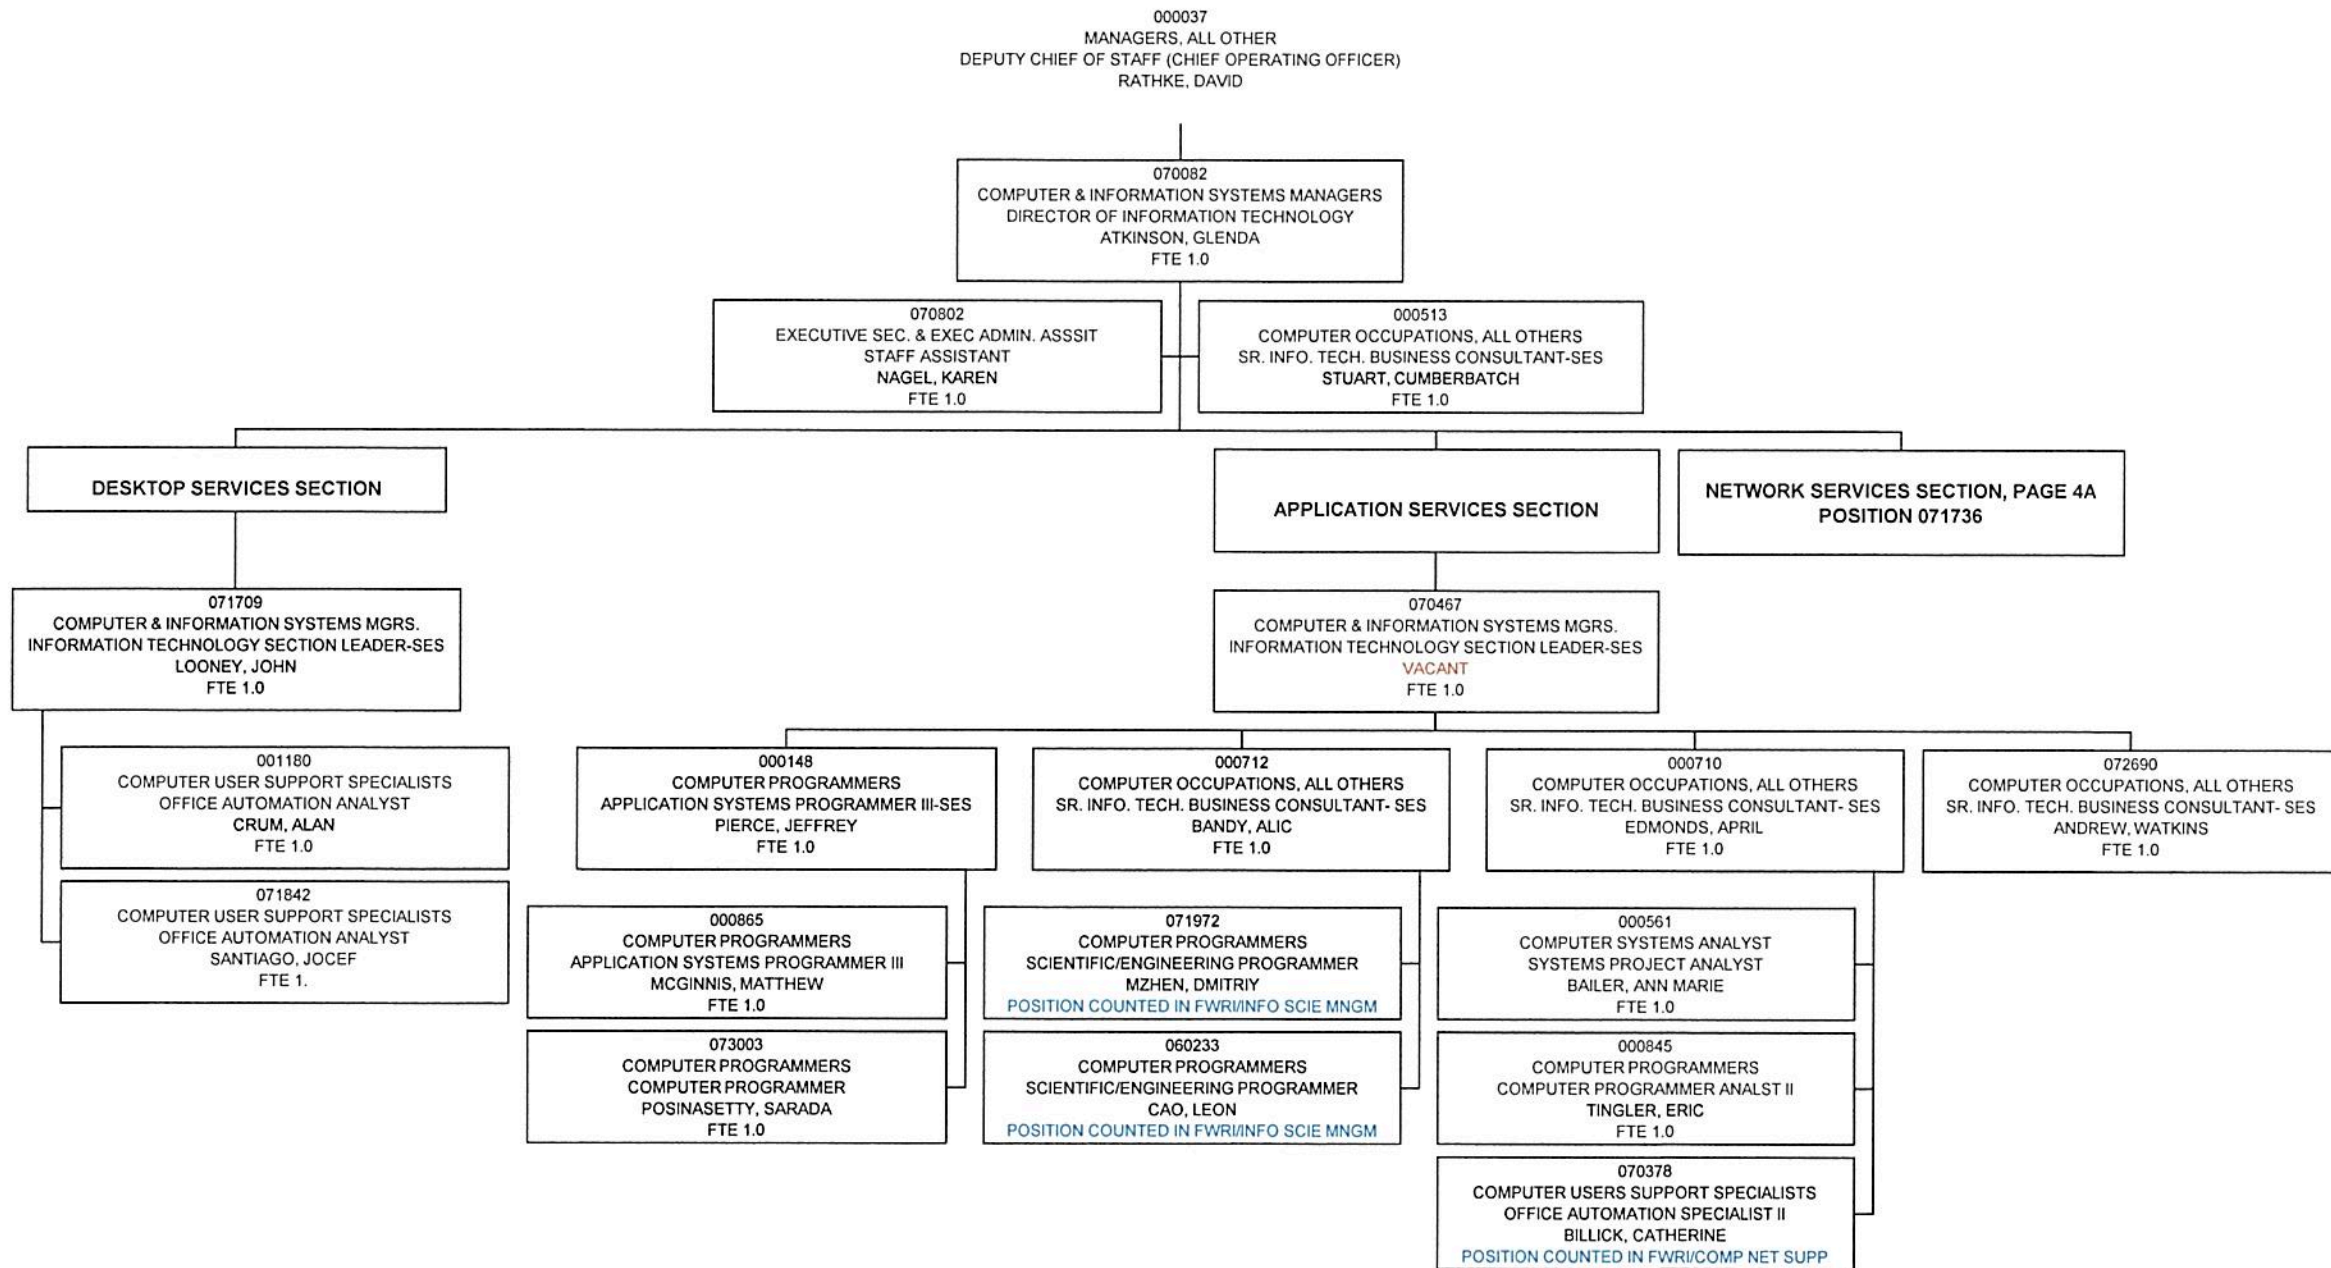 000037
MANAGERS, ALL OTHER
DEPUTY CHIEF OF STAFF (CHIEF OPERATING OFFICER)
RATHKE, DAVID
070082
COMPUTER & INFORMATION SYSTEMS MANAGERS
DIRECTOR OF INFORMATION TECHNOLOGY
ATKINSON, GLENDA
FTE 1.0
070802
EXECUTIVE SEC. & EXEC ADMIN. ASSSIT
STAFF ASSISTANT
NAGEL, KAREN
FTE 1.0
000513
COMPUTER OCCUPATIONS, ALL OTHERS
SR. INFO. TECH. BUSINESS CONSULTANT-SES
STUART, CUMBERBATCH
FTE 1.0
DESKTOP SERVICES SECTION
APPLICATION SERVICES SECTION
NETWORK SERVICES SECTION, PAGE 4A
POSITION 071736
071709
COMPUTER & INFORMATION SYSTEMS MGRS.
INFORMATION TECHNOLOGY SECTION LEADER-SES
LOONEY, JOHN
FTE 1.0
070467
COMPUTER & INFORMATION SYSTEMS MGRS.
INFORMATION TECHNOLOGY SECTION LEADER-SES
VACANT
FTE 1.0
001180
COMPUTER USER SUPPORT SPECIALISTS
OFFICE AUTOMATION ANALYST
CRUM, ALAN
FTE 1.0
071842
COMPUTER USER SUPPORT SPECIALISTS
OFFICE AUTOMATION ANALYST
SANTIAGO, JOCEF
FTE 1.
000148
COMPUTER PROGRAMMERS
APPLICATION SYSTEMS PROGRAMMER III-SES
PIERCE, JEFFREY
FTE 1.0
000712
COMPUTER OCCUPATIONS, ALL OTHERS
SR. INFO. TECH. BUSINESS CONSULTANT- SES
BANDY, ALIC
FTE 1.0
000710
COMPUTER OCCUPATIONS, ALL OTHERS
SR. INFO. TECH. BUSINESS CONSULTANT- SES
EDMONDS, APRIL
FTE 1.0
072690
COMPUTER OCCUPATIONS, ALL OTHERS
SR. INFO. TECH. BUSINESS CONSULTANT- SES
ANDREW, WATKINS
FTE 1.0
000865
COMPUTER PROGRAMMERS
APPLICATION SYSTEMS PROGRAMMER III
MCGINNIS, MATTHEW
FTE 1.0
073003
COMPUTER PROGRAMMERS
COMPUTER PROGRAMMER
POSINASETTY, SARADA
FTE 1.0
071972
COMPUTER PROGRAMMERS
SCIENTIFIC/ENGINEERING PROGRAMMER
MZHEN, DMITRIY
POSITION COUNTED IN FWRI/INFO SCIE MNGM
060233
COMPUTER PROGRAMMERS
SCIENTIFIC/ENGINEERING PROGRAMMER
CAO, LEON
POSITION COUNTED IN FWRI/INFO SCIE MNGM
000561
COMPUTER SYSTEMS ANALYST
SYSTEMS PROJECT ANALYST
BAILER, ANN MARIE
FTE 1.0
000845
COMPUTER PROGRAMMERS
COMPUTER PROGRAMMER ANALST II
TINGLER, ERIC
FTE 1.0
070378
COMPUTER USERS SUPPORT SPECIALISTS
OFFICE AUTOMATION SPECIALIST II
BILLICK, CATHERINE
POSITION COUNTED IN FWRI/COMP NET SUPP